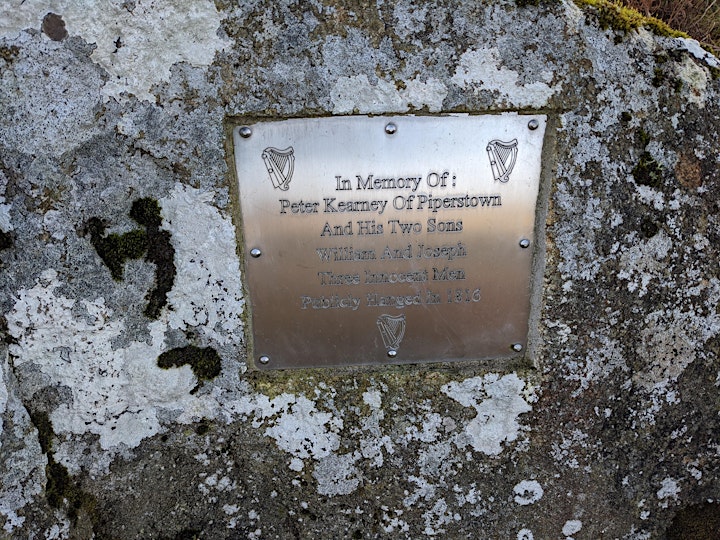 In Memory Of :
Peter Kearney Of Piperstown
And His Two Sons
William And Joseph
Three Innocent Men
Publicly Hanged In 1816